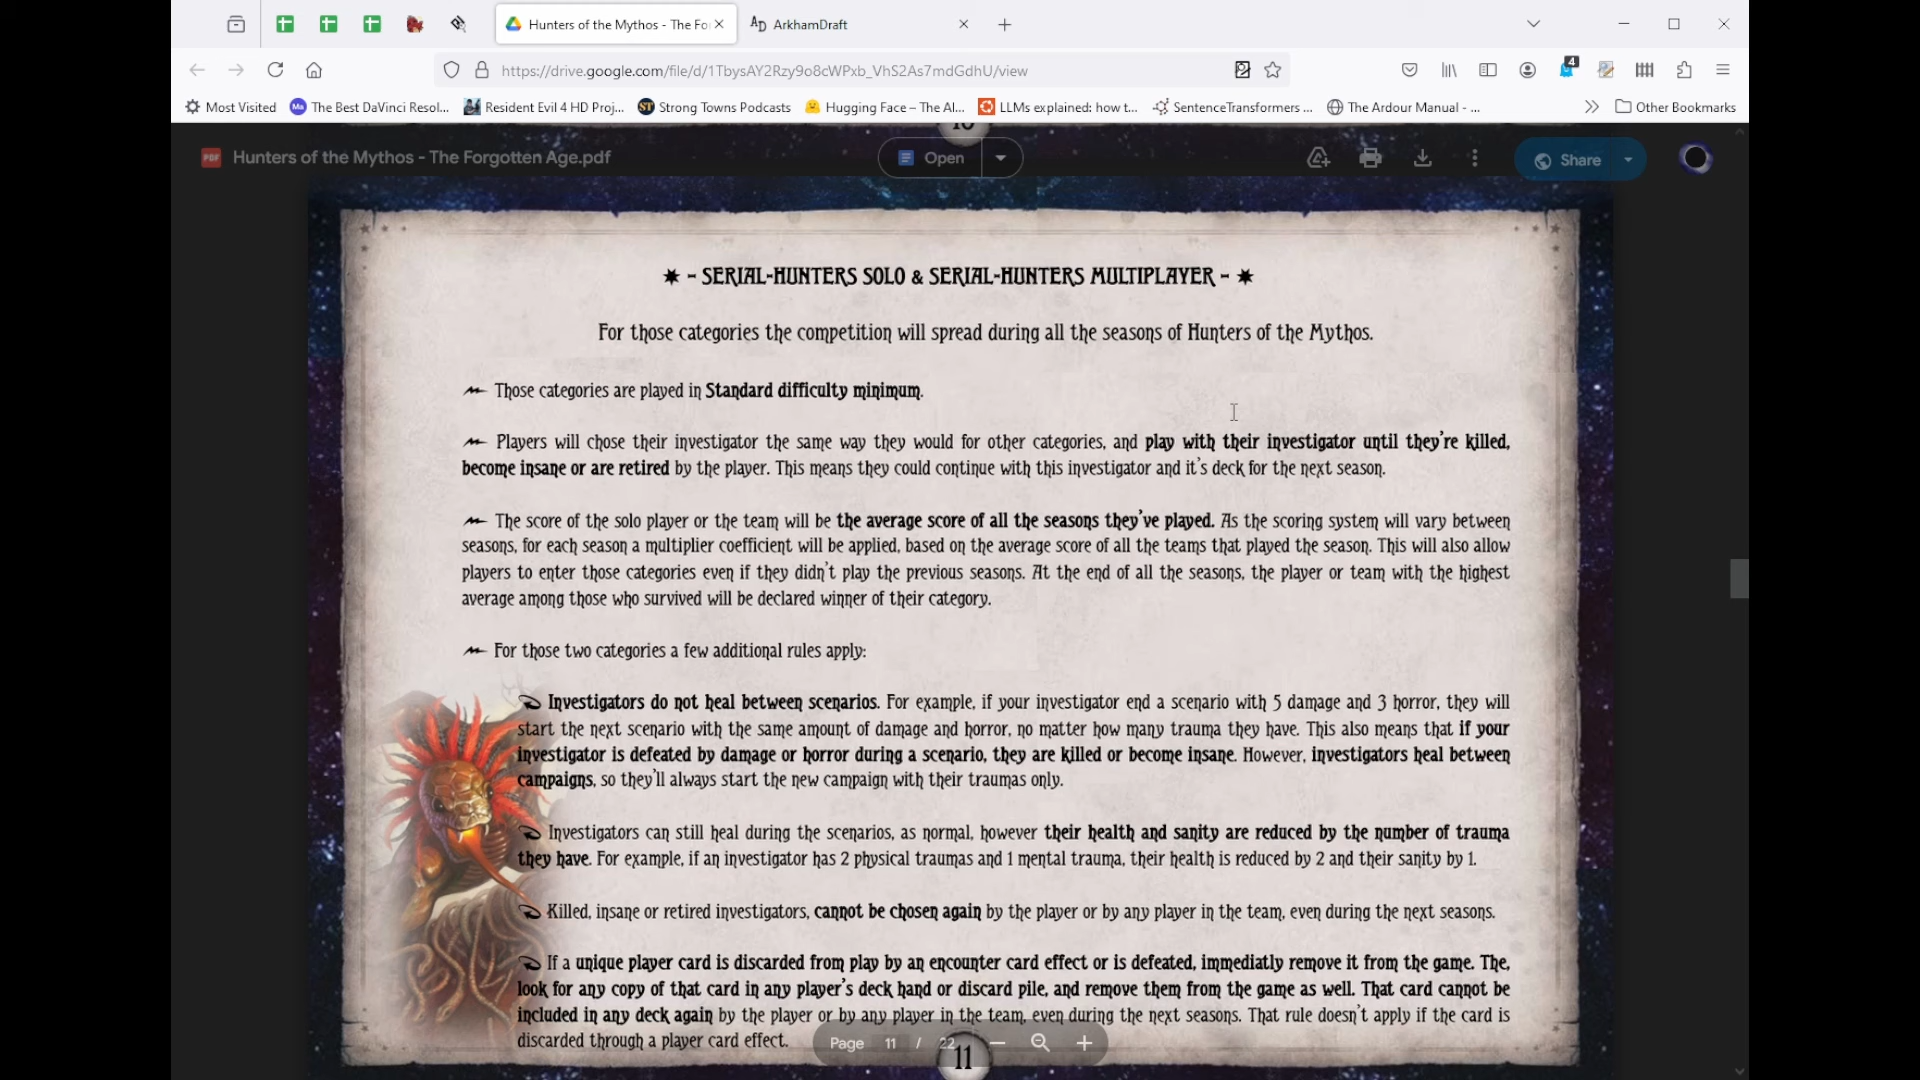 Hunters of the Mythos - The Fo
ArkhamDraft
https://drive.google.com/file/d/1TbysAY2Rzy9o8cWPxb_VhS2As7mdGdhU/view
4
Most Visited
The Best DaVinci Resol...
Resident Evil 4 HD Proj...
Strong Towns Podcasts
Hugging Face – The AI...
LLMs explained: how t...
SentenceTransformers ...
The Ardour Manual - ...
Other Bookmarks
PDF
Hunters of the Mythos - The Forgotten Age.pdf
Open
Share
10
- SERIAL-HUNTERS SOLO & SERIAL-HUNTERS MULTIPLAYER -
For those categories the competition will spread during all the seasons of Hunters of the Mythos.
Those categories are played in Standard difficulty minimum.
Players will chose their investigator the same way they would for other categories, and play with their investigator until they're killed,
become insane or are retired by the player. This means they could continue with this investigator and it's deck for the next season.
The score of the solo player or the team will be the average score of all the seasons they've played. As the scoring system will vary between
seasons, for each season a multiplier coefficient will be applied, based on the average score of all the teams that played the season. This will also allow
players to enter those categories even if they didn't play the previous seasons. At the end of all the seasons, the player or team with the highest
average among those who survived will be declared winner of their category.
For those two categories a few additional rules apply:
Investigators do not heal between scenarios. For example, if your investigator end a scenario with 5 damage and 3 horror, they will
start the next scenario with the same amount of damage and horror, no matter how many trauma they have. This also means that if your
investigator is defeated by damage or horror during a scenario, they are killed or become insane. However, investigators heal between
campaigns, so they'll always start the new campaign with their traumas only.
Investigators can still heal during the scenarios, as normal, however their health and sanity are reduced by the number of trauma
they have. For example, if an investigator has 2 physical traumas and 1 mental trauma, their health is reduced by 2 and their sanity by 1.
Killed, insane or retired investigators, cannot be chosen again by the player or by any player in the team, even during the next seasons.
If a unique player card is discarded from play by an encounter card effect or is defeated, immediatly remove it from the game. The,
look for any copy of that card in any player's deck hand or discard pile, and remove them from the game as well. That card cannot be
included in any deck again by the player or by any player in the team, even during the next seasons. That rule doesn't apply if the card is
discarded through a player card effect.
Page 11 / 22
11